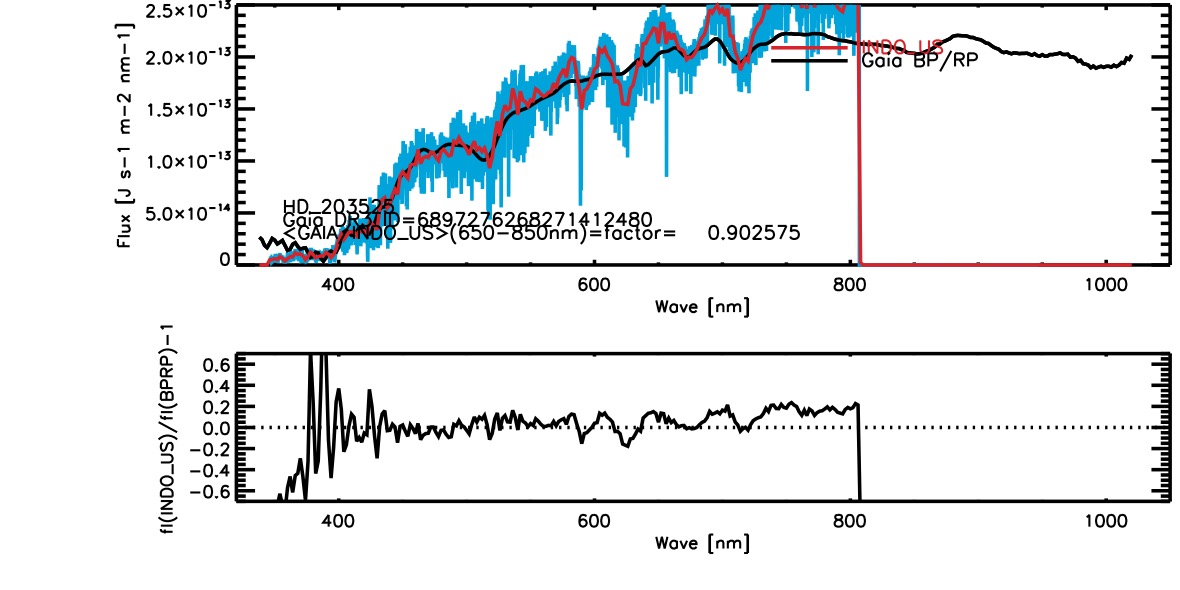 2.5×10−13
2.0×10−13
1.5×10−13
1.0×10−13
5.0×10−14
0
Flux [J s−1 m−2 nm−1]
INDO_US
Gaia BP/RP
HD_203525
Gaia DR3 ID=6897276268271412480
<GAIA/INDO_US>(650−850nm)=factor= 0.902575
400 600 800 1000
Wave [nm]
fl(INDO_US)/fl(BPRP)−1
0.6
0.4
0.2
0.0
−0.2
−0.4
−0.6
400 600 800 1000
Wave [nm]